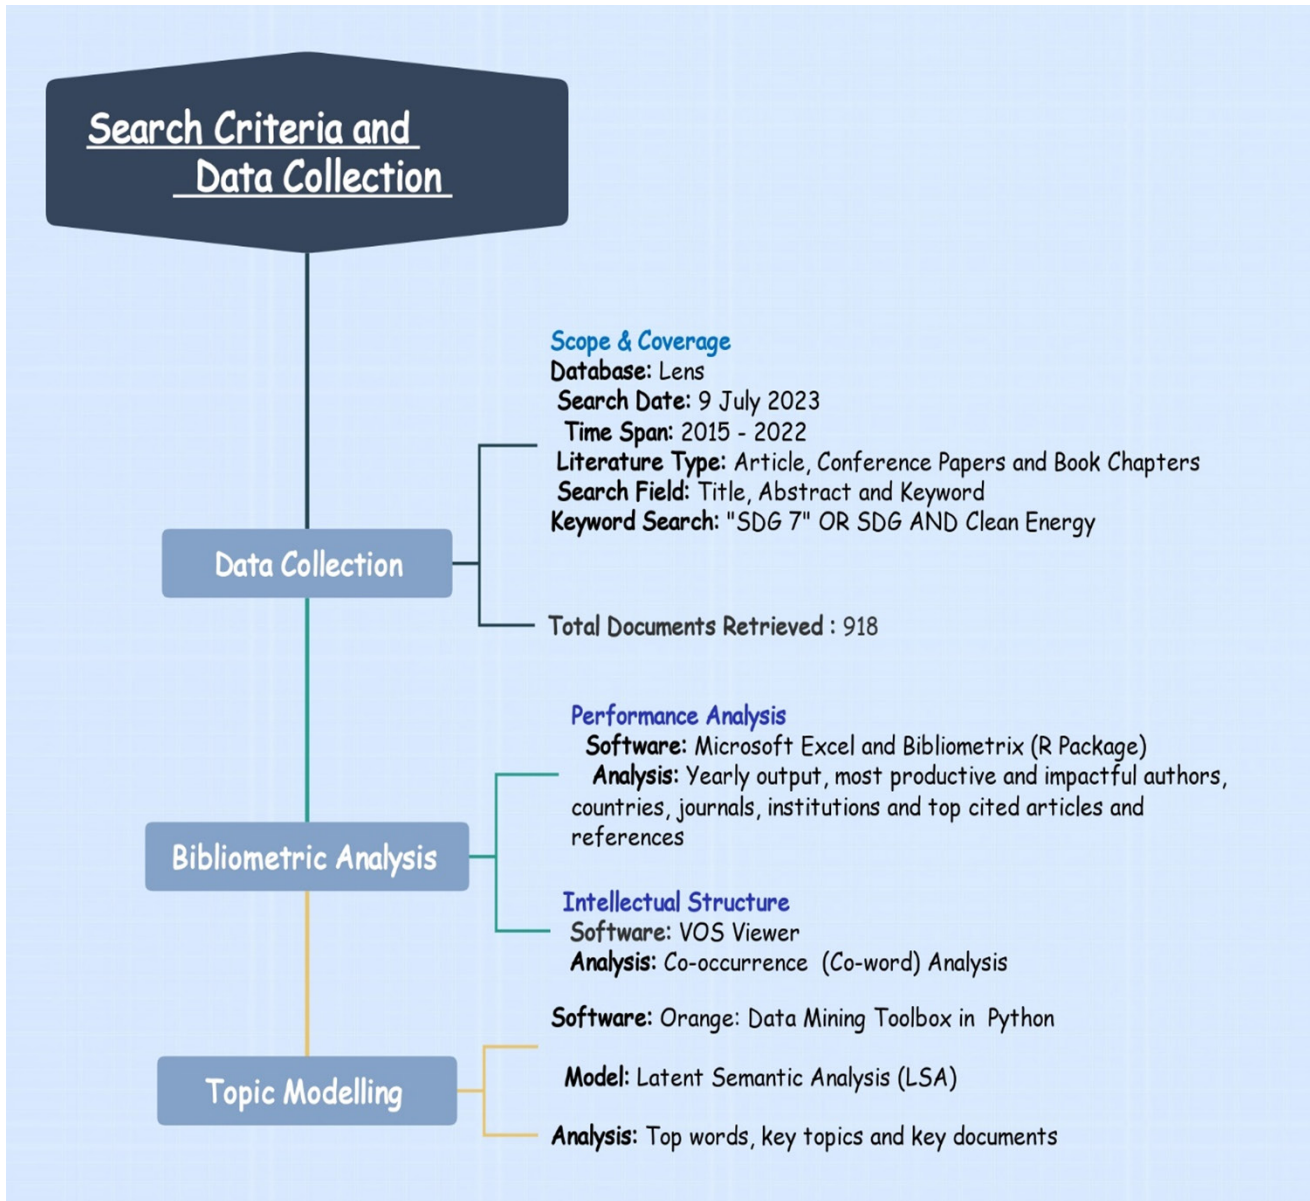 Search Criteria and
Data Collection
Scope & Coverage
Database: Lens
Search Date: 9 July 2023
Time Span: 2015 - 2022
Literature Type: Article, Conference Papers and Book Chapters
Search Field: Title, Abstract and Keyword
Keyword Search: "SDG 7" OR SDG AND Clean Energy
Data Collection
Total Documents Retrieved : 918
Performance Analysis
Software: Microsoft Excel and Bibliometrix (R Package)
Analysis: Yearly output, most productive and impactful authors,
countries, journals, institutions and top cited articles and
references
Bibliometric Analysis
Intellectual Structure
Software: VOS Viewer
Analysis: Co-occurrence (Co-word) Analysis
Software: Orange: Data Mining Toolbox in Python
Model: Latent Semantic Analysis (LSA)
Topic Modelling
Analysis: Top words, key topics and key documents